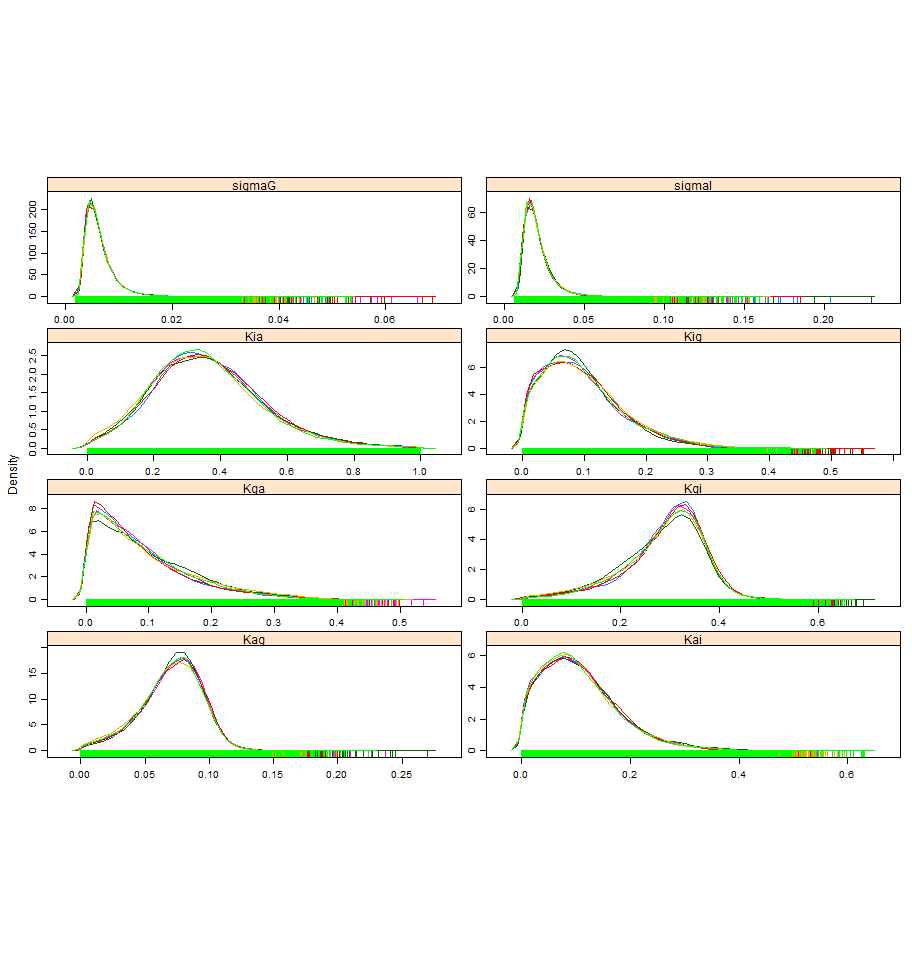 sigmaG
sigmaI
0 50 100 150 200
0.00 0.02 0.04 0.06
0 20 40 60
0.00 0.05 0.10 0.15 0.20
Kia
Kig
0.0 0.5 1.0 1.5 2.0 2.5
0.0 0.2 0.4 0.6 0.8 1.0
0 2 4 6
0.0 0.1 0.2 0.3 0.4 0.5
Density
Kga
Kgi
0 2 4 6 8
0.0 0.1 0.2 0.3 0.4 0.5
0 2 4 6
0.0 0.2 0.4 0.6
Kag
Kai
0 5 10 15
0.00 0.05 0.10 0.15 0.20 0.25
0 2 4 6
0.0 0.2 0.4 0.6